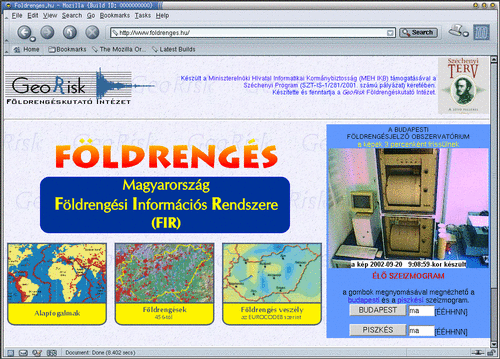 Foldrenges.hu - Mozilla {Build ID: 0000000000}
File Edit View Search Go Bookmarks Tasks Help
http://www.foldrenges.hu/
Search
Home Bookmarks The Mozilla Or... Latest Builds
GEORISK
FÖLDRENGÉSKUTATÓ INTÉZET
Készült a Miniszterelnöki Hivatal Informatikai Kormánybiztosság (MEH IKB) támogatásával a
Széchenyi Program (SZT-IS-1/281/2001. számú pályázat) keretében.
Készítette és fenntartja a GeoRisk Földrengéskutató Intézet.
Széchenyi
TERV
FÖLDRENGÉS
Magyarország
Földrengési Információs Rendszere
(FIR)
Alapfogalmak
Földrengések
456-tól
Földrengés veszély
az EUROCODE8 szerint
A BUDAPESTI
FÖLDRENGÉSJELZŐ OBSZERVATÓRIUM
a képek 3 percenként frissülnek
a kép 2002-09-20 9:08:59-kor készült
ÉLŐ SZEIZMOGRAM
a gombok megnyomásával megnézhető a
budapesti és a piszkési szeizmogram.
BUDAPEST ma [ÉÉHHNN]
PISZKÉS ma [ÉÉHHNN]
Document: Done (8.402 secs)